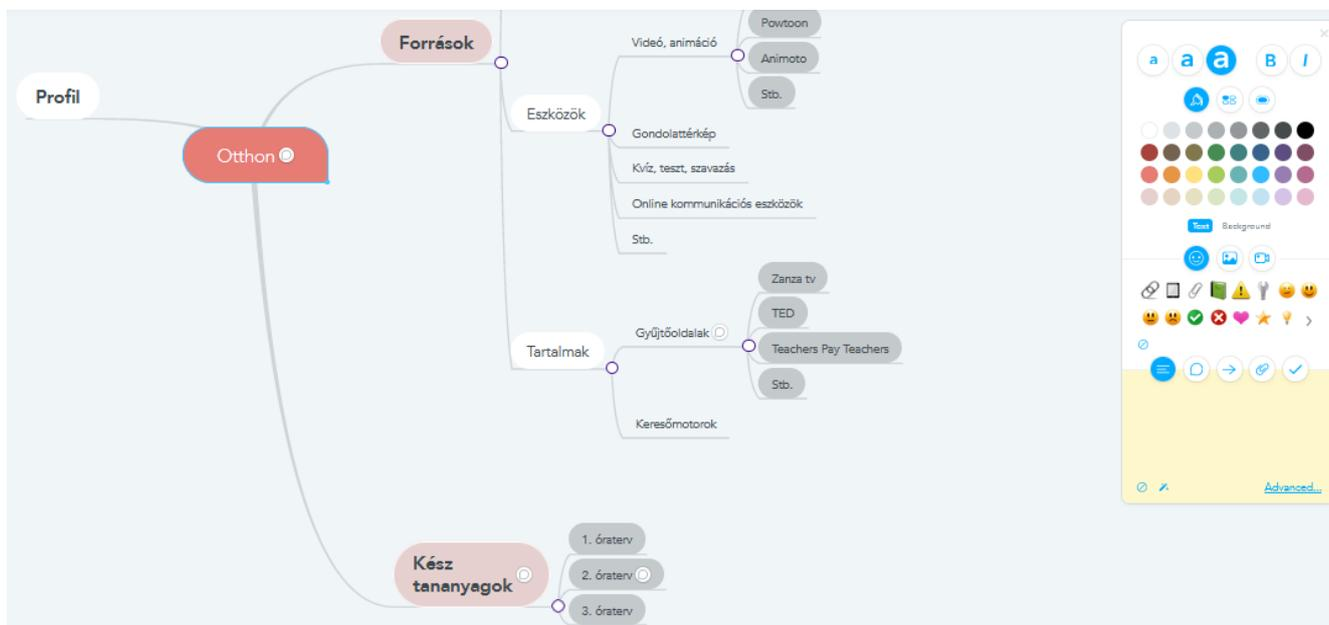 Profil
Otthon
Források
Eszközök
Videó, animáció
Powtoon
Animoto
Stb.
Gondolattérkép
Kvíz, teszt, szavazás
Online kommunikációs eszközök
Stb.
Tartalmak
Gyűjtőoldalak
Zanza tv
TED
Teachers Pay Teachers
Stb.
Keresőmotorok
Kész
tananyagok
1. óraterv
2. óraterv
3. óraterv
a a a B I
Text Background
Advanced...